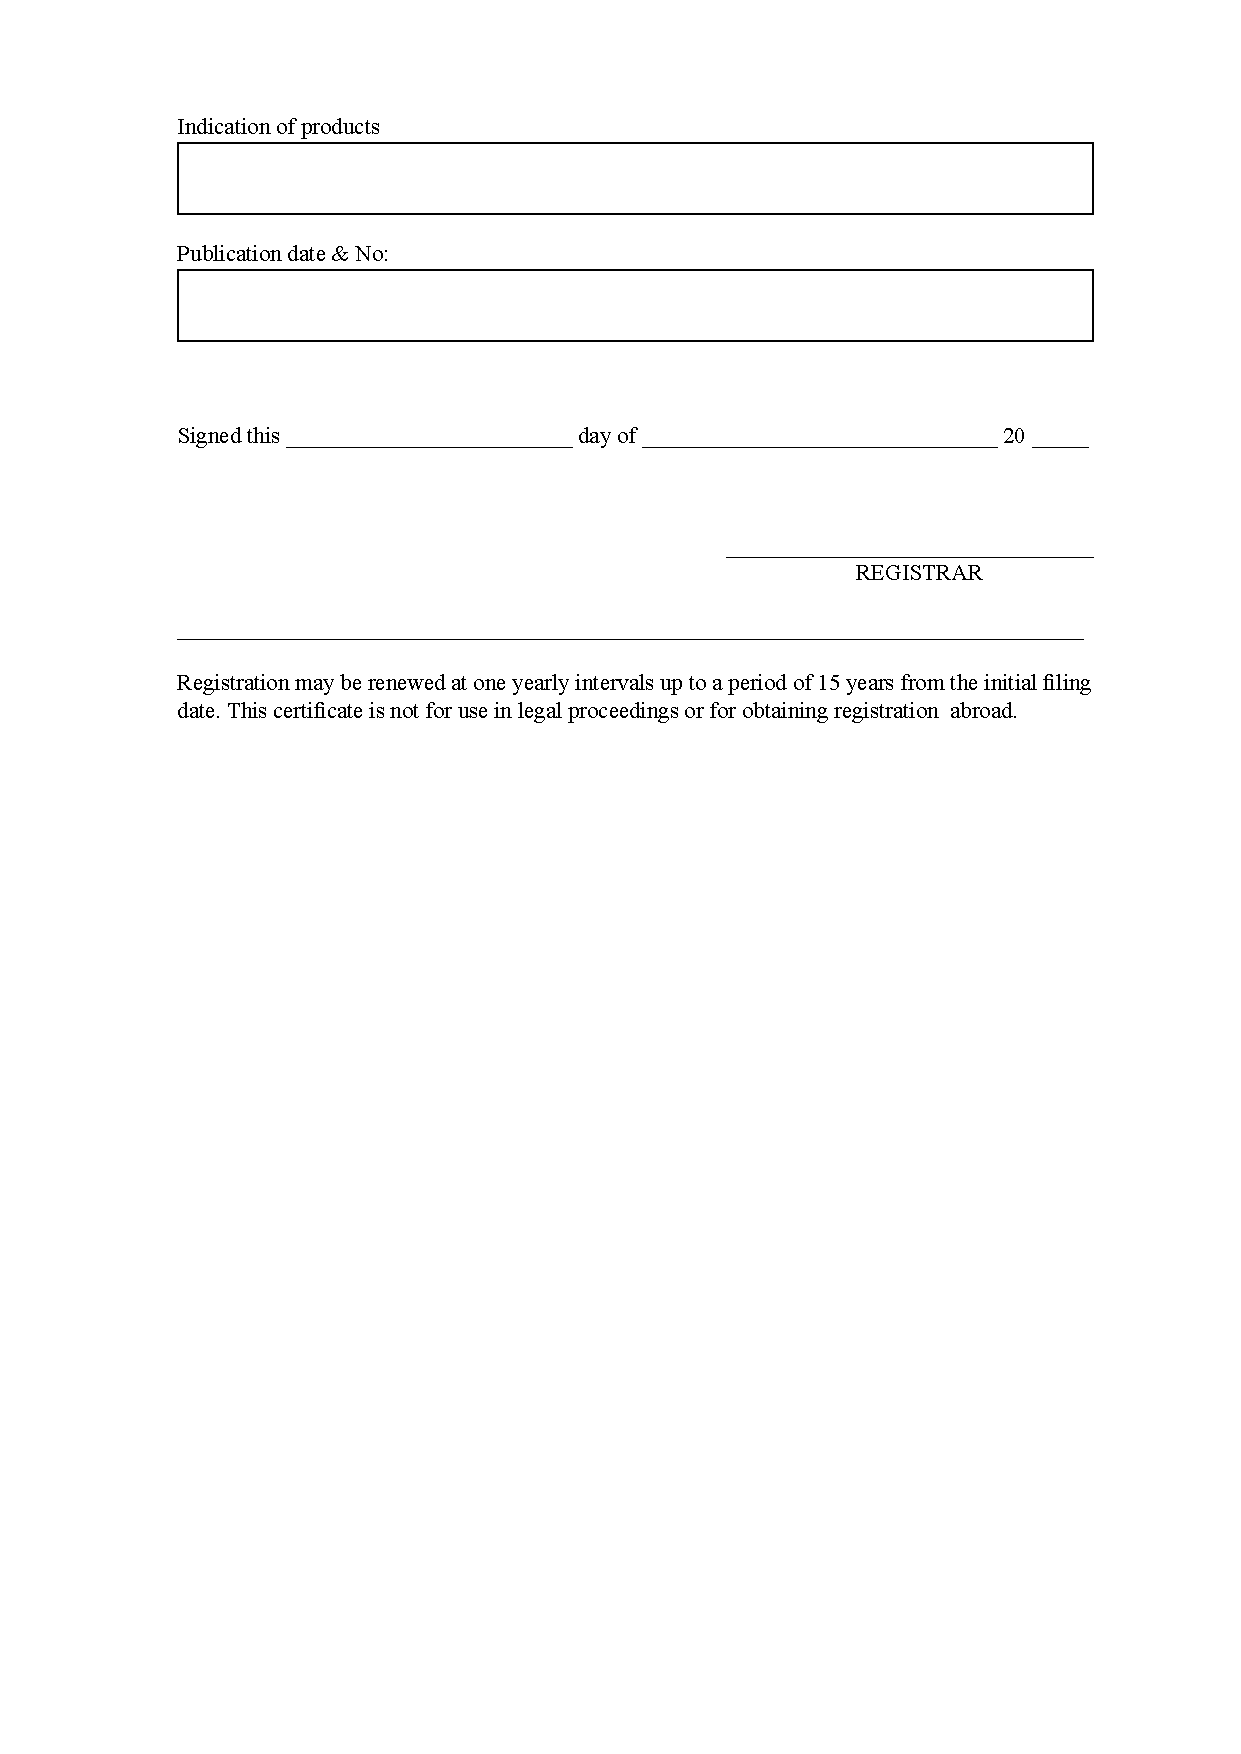 Indication of products
Publication date & No:
Signed this _________________________ day of _______________________________ 20 _____
________________________________
REGISTRAR
_______________________________________________________________________________
Registration may be renewed at one yearly intervals up to a period of 15 years from the initial filing
date. This certificate is not for use in legal proceedings or for obtaining registration  abroad.